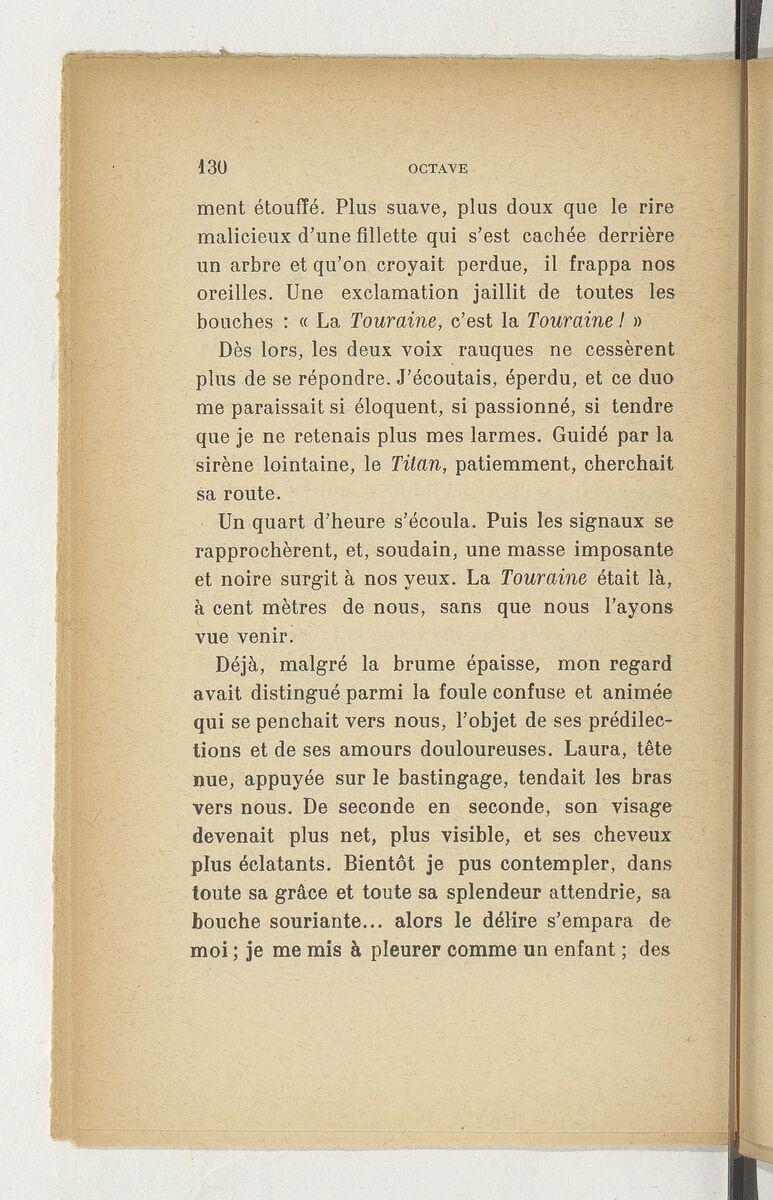 130
OCTAVE
ment étouffé. Plus suave, plus doux que le rire
malicieux d'une fillette qui s'est cachée derrière
un arbre et qu'on croyait perdue, il frappa nos
oreilles. Une exclamation jaillit de toutes les
bouches : « La Touraine, c'est la Touraine ! »
Dès lors, les deux voix rauques ne cessèrent
plus de se répondre. J'écoutais, éperdu, et ce duo
me paraissait si éloquent, si passionné, si tendre
que je ne retenais plus mes larmes. Guidé par la
sirène lointaine, le Titan, patiemment, cherchait
sa route.
Un quart d'heure s'écoula. Puis les signaux se
rapprochèrent, et, soudain, une masse imposante
et noire surgit à nos yeux. La Touraine était là,
à cent mètres de nous, sans que nous l'ayons
vue venir.
Déjà, malgré la brume épaisse, mon regard
avait distingué parmi la foule confuse et animée
qui se penchait vers nous, l'objet de ses prédilec-
tions et de ses amours douloureuses. Laura, tête
nue, appuyée sur le bastingage, tendait les bras
vers nous. De seconde en seconde, son visage
devenait plus net, plus visible, et ses cheveux
plus éclatants. Bientôt je pus contempler, dans
toute sa grâce et toute sa splendeur attendrie, sa
bouche souriante... alors le délire s'empara de
moi ; je me mis à pleurer comme un enfant ; des